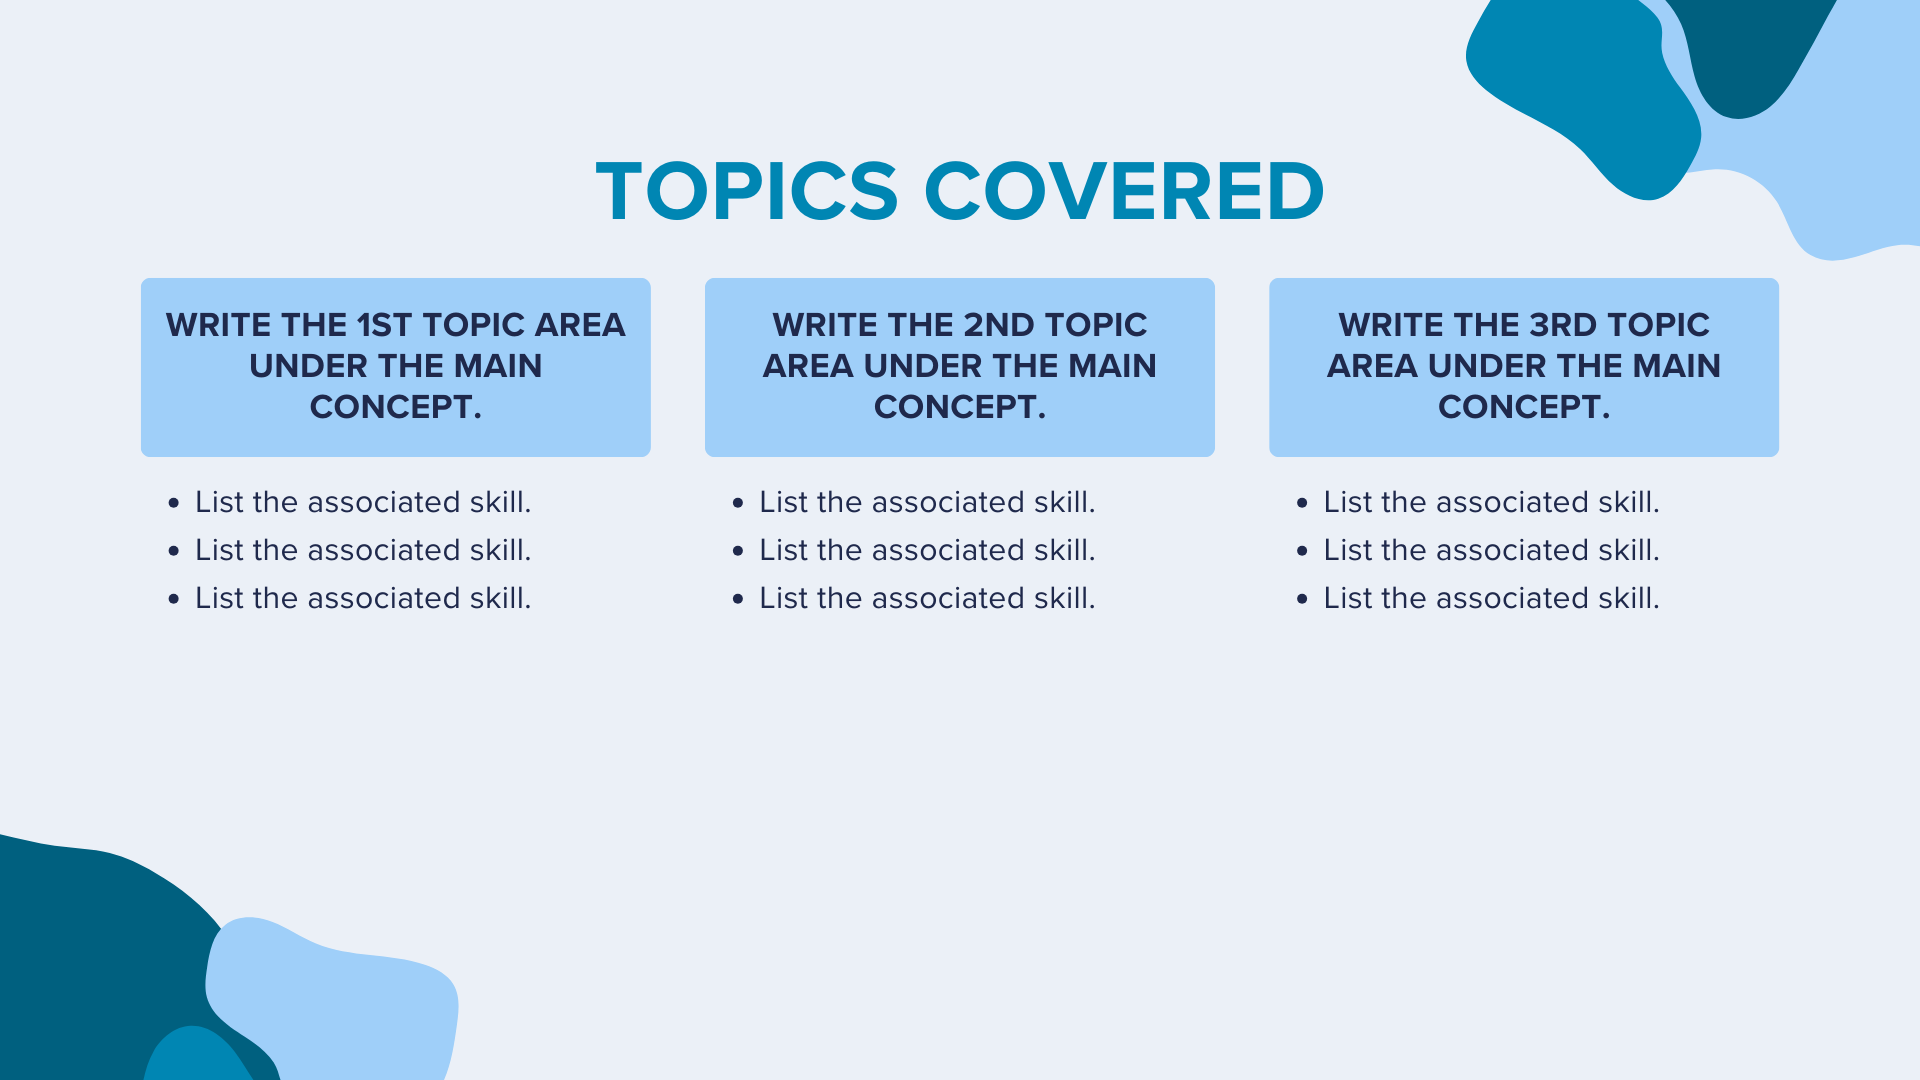 TOPICS COVERED
WRITE THE 1ST TOPIC AREA
UNDER THE MAIN
CONCEPT.
• List the associated skill.
• List the associated skill.
• List the associated skill.
WRITE THE 2ND TOPIC
AREA UNDER THE MAIN
CONCEPT.
• List the associated skill.
• List the associated skill.
• List the associated skill.
WRITE THE 3RD TOPIC
AREA UNDER THE MAIN
CONCEPT.
• List the associated skill.
• List the associated skill.
• List the associated skill.